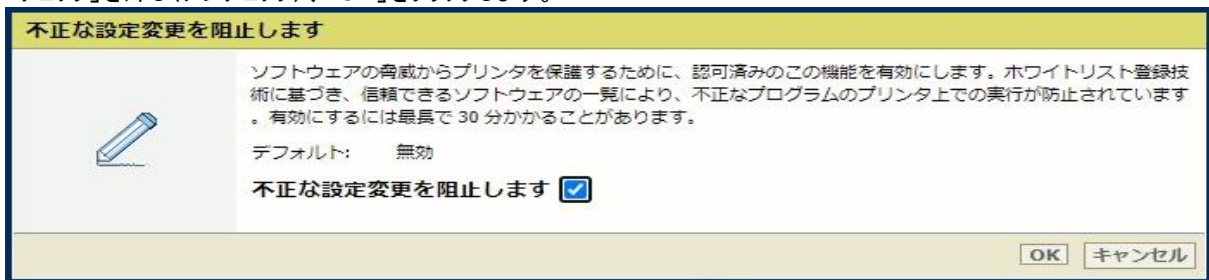 不正な設定変更を阻止します
ソフトウェアの脅威からプリンタを保護するために、認可済みのこの機能を有効にします。ホワイトリスト登録技
術に基づき、信頼できるソフトウェアの一覧により、不正なプログラムのプリンタ上での実行が防止されています
。有効にするには最長で 30 分かかることがあります。
デフォルト: 無効
不正な設定変更を阻止します
OK キャンセル